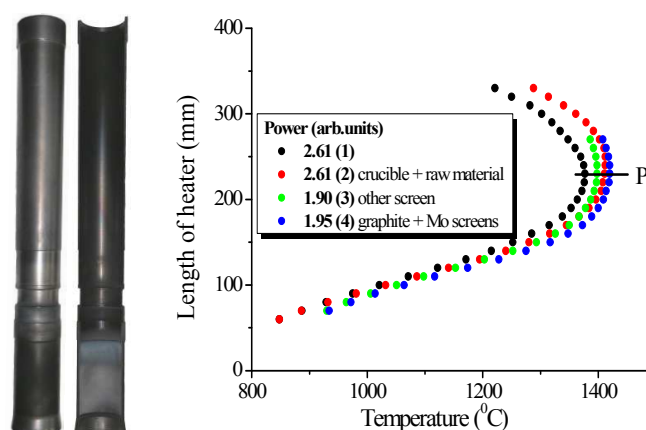 400
300
200
100
0
Length of heater (mm)
Power (arb.units)
2.61 (1)
2.61 (2) crucible + raw material
1.90 (3) other screen
1.95 (4) graphite + Mo screens
P
800 1000 1200 1400
Temperature (⁰C)